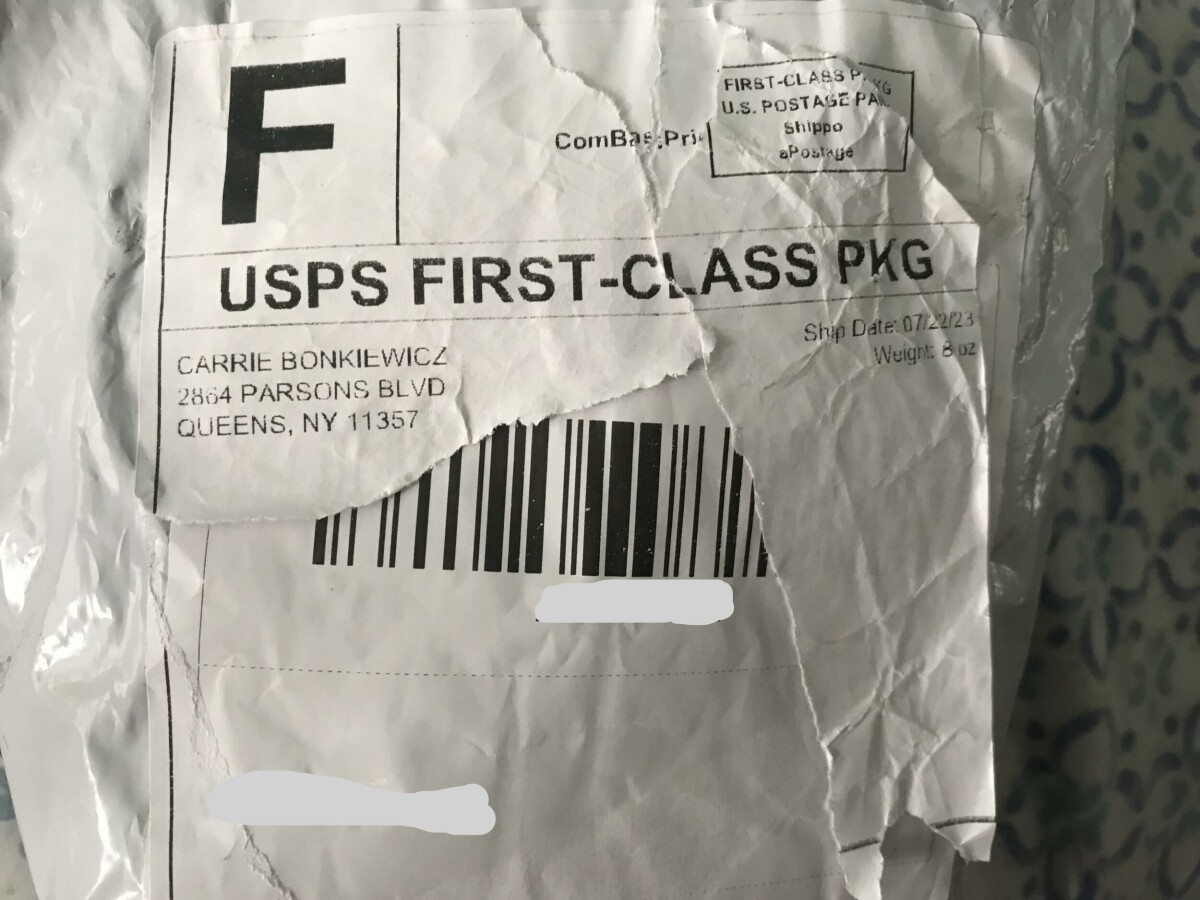 F
ComBas Pri
FIRST-CLASS P KG
U.S. POSTAGE PA
Shippo
ePostage
USPS FIRST-CLASS PKG
Ship Date: 07/22/23
Weight: 8 oz
CARRIE BONKIEWICZ
2864 PARSONS BLVD
QUEENS, NY 11357